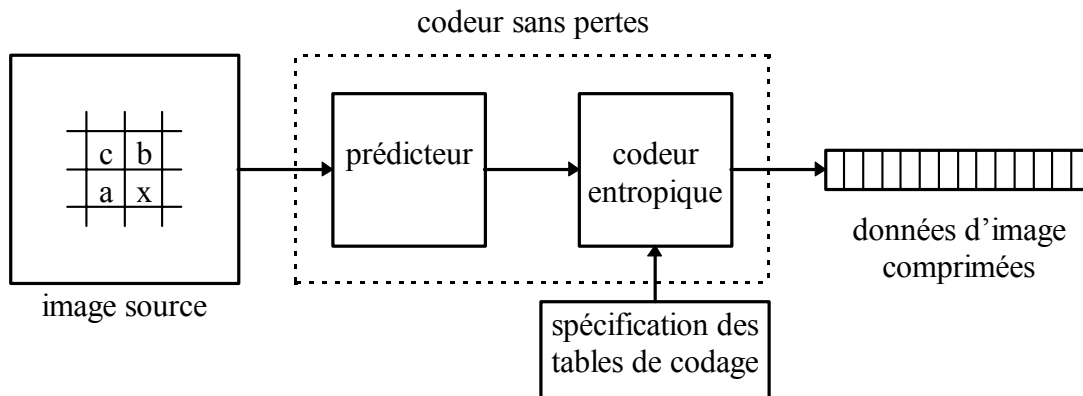 codeur sans pertes
c b
a x
prédicteur
codeur
entropique
données d’image
comprimées
image source
spécification des
tables de codage